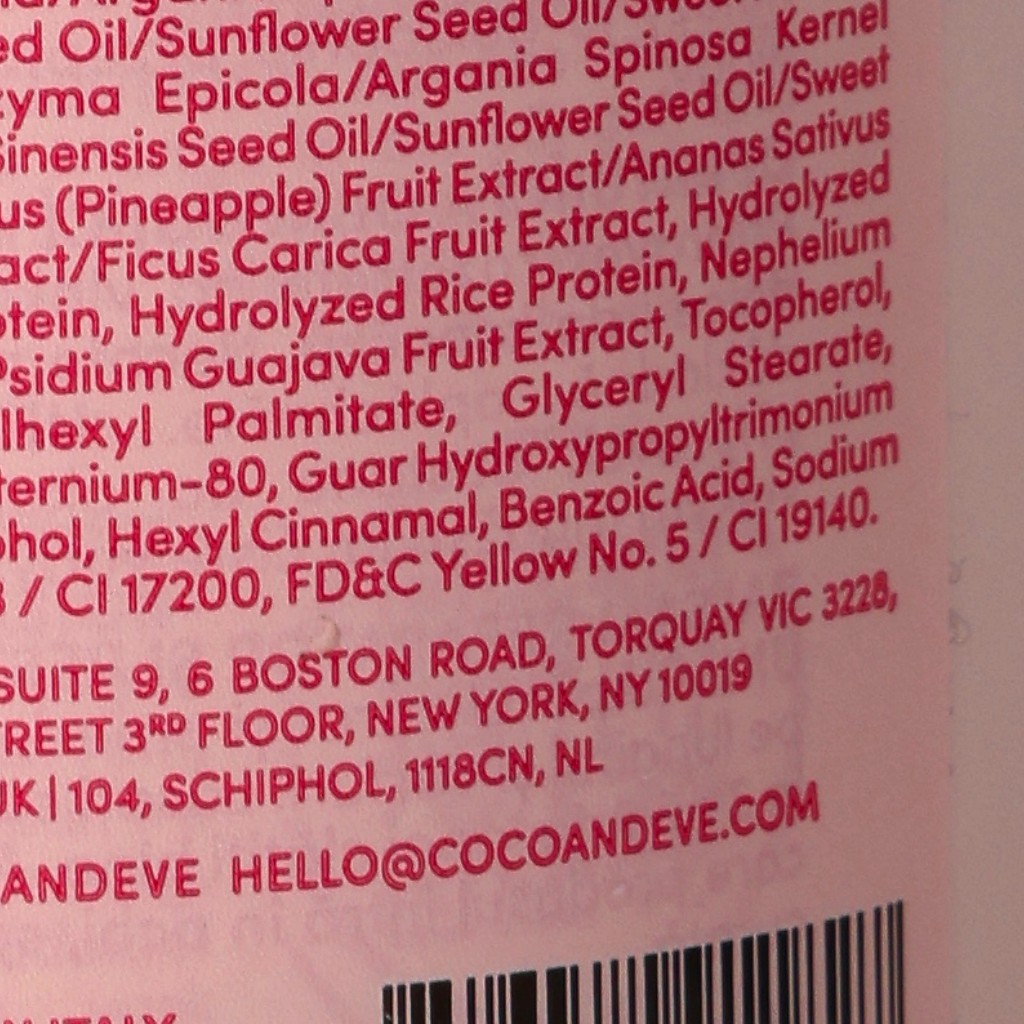 ed Oil/Sunflower Seed Oil/Sweet
zyma Epicola/Argania Spinosa Kernel
Sinensis Seed Oil/Sunflower Seed Oil/Sweet
us (Pineapple) Fruit Extract/Ananas Sativus
act/Ficus Carica Fruit Extract, Hydrolyzed
otein, Hydrolyzed Rice Protein, Nephelium
Psidium Guajava Fruit Extract, Tocopherol,
lhexyl Palmitate, Glyceryl Stearate,
ternium-80, Guar Hydroxypropyltrimonium
ohol, Hexyl Cinnamal, Benzoic Acid, Sodium
/ CI 17200, FD&C Yellow No. 5 / CI 19140.
SUITE 9, 6 BOSTON ROAD, TORQUAY VIC 3228,
TREET 3RD FLOOR, NEW YORK, NY 10019
UK | 104, SCHIPHOL, 1118CN, NL
ANDEVE HELLO@COCOANDEVE.COM